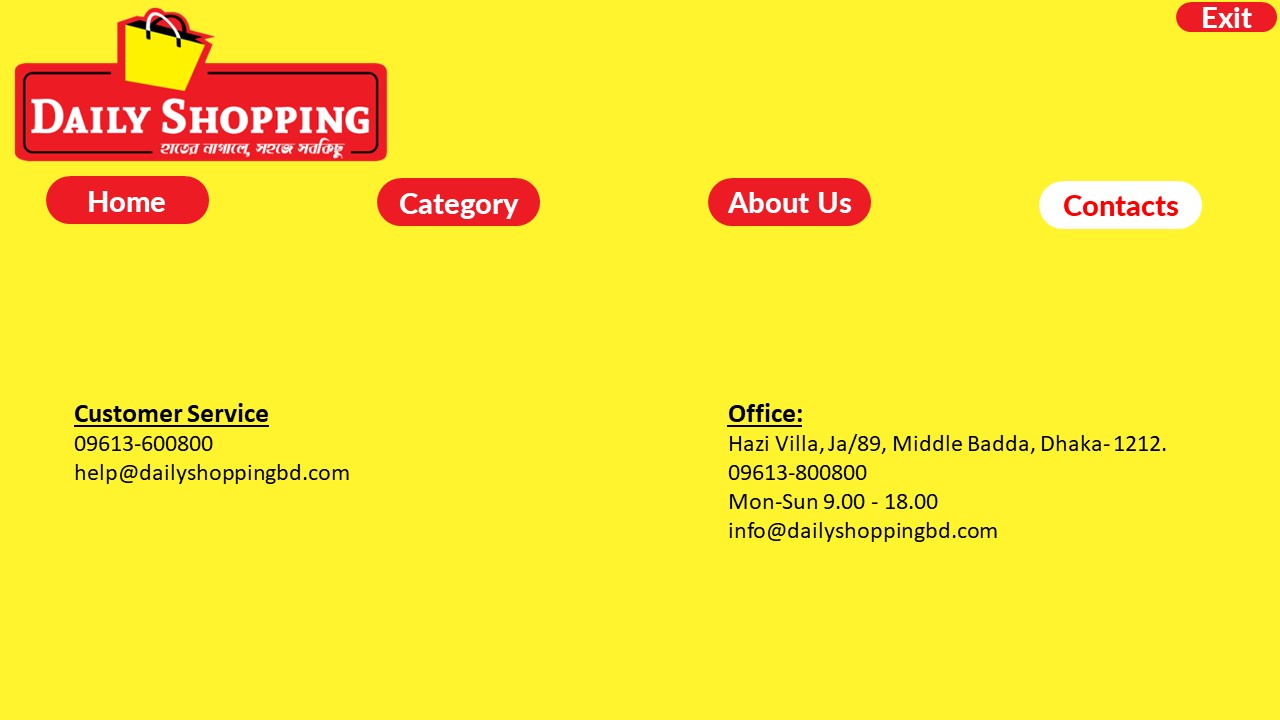 Exit
DAILY SHOPPING
হাতের নাগালে, সহজে সবকিছু
Home
Category
About Us
Contacts
Customer Service
09613-600800
help@dailyshoppingbd.com
Office:
Hazi Villa, Ja/89, Middle Badda, Dhaka-1212.
09613-800800
Mon-Sun 9.00 - 18.00
info@dailyshoppingbd.com